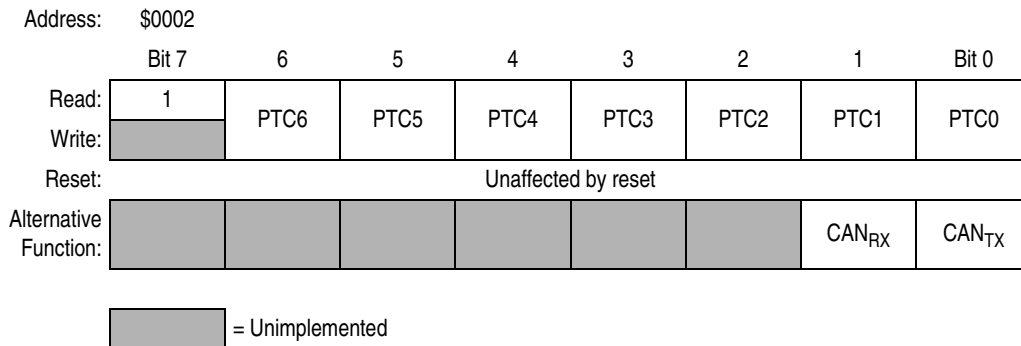 Address: $0002
Bit 7 6 5 4 3 2 1 Bit 0
Read: 1 PTC6 PTC5 PTC4 PTC3 PTC2 PTC1 PTC0
Write:
Reset: Unaffected by reset
Alternative
Function: CANRX CANTX
= Unimplemented